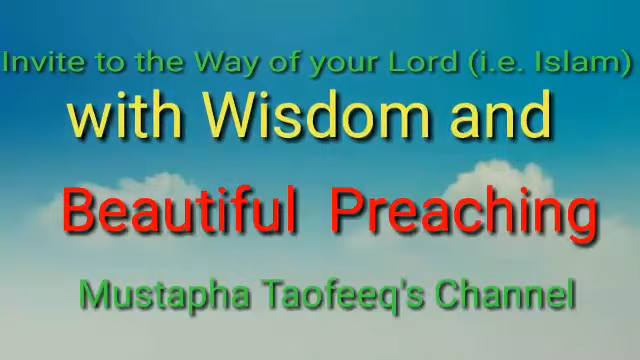 Invite to the Way of your Lord (i.e. Islam)
with Wisdom and
Beautiful Preaching
Mustapha Taofeeq's Channel